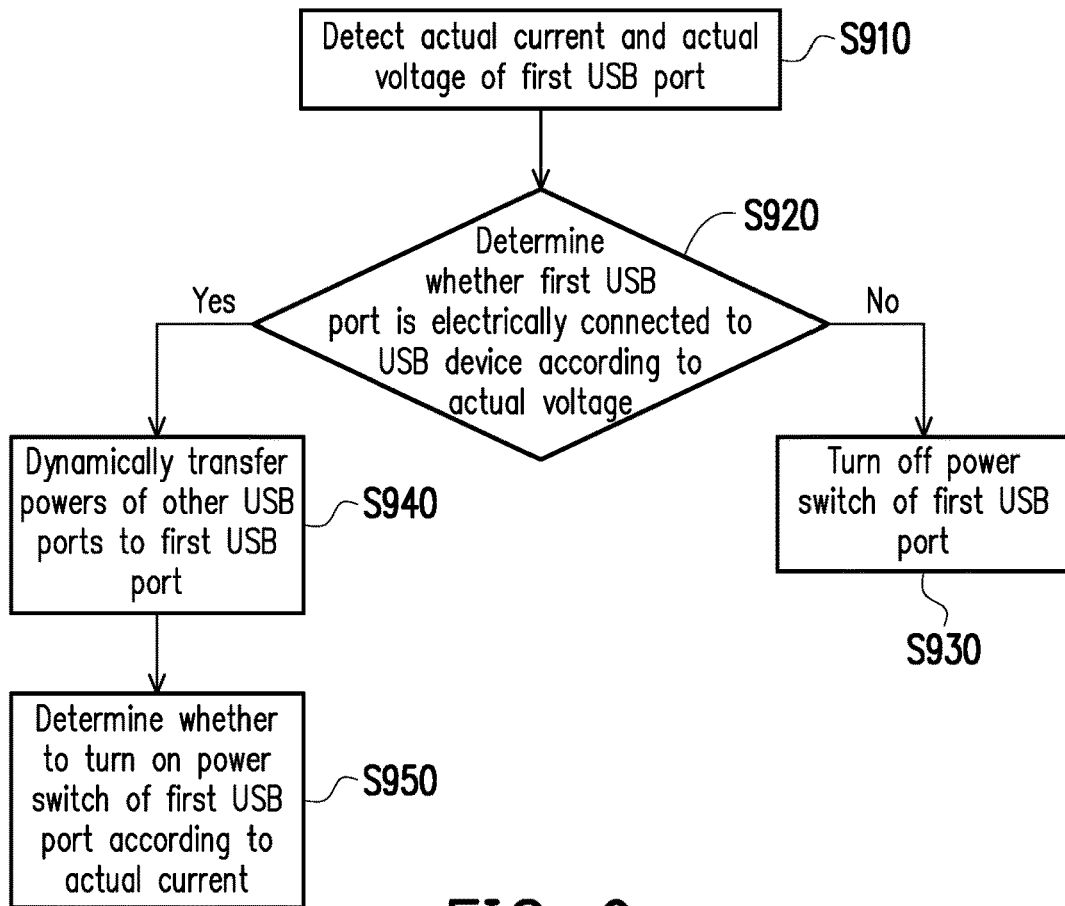 Detect actual current and actual
voltage of first USB port
S910
Determine
whether first USB
port is electrically connected to
USB device according to
actual voltage
S920
Yes
No
Dynamically transfer
powers of other USB
ports to first USB
port
S940
Turn off power
switch of first USB
port
S930
Determine whether
to turn on power
switch of first USB
port according to
actual current
S950